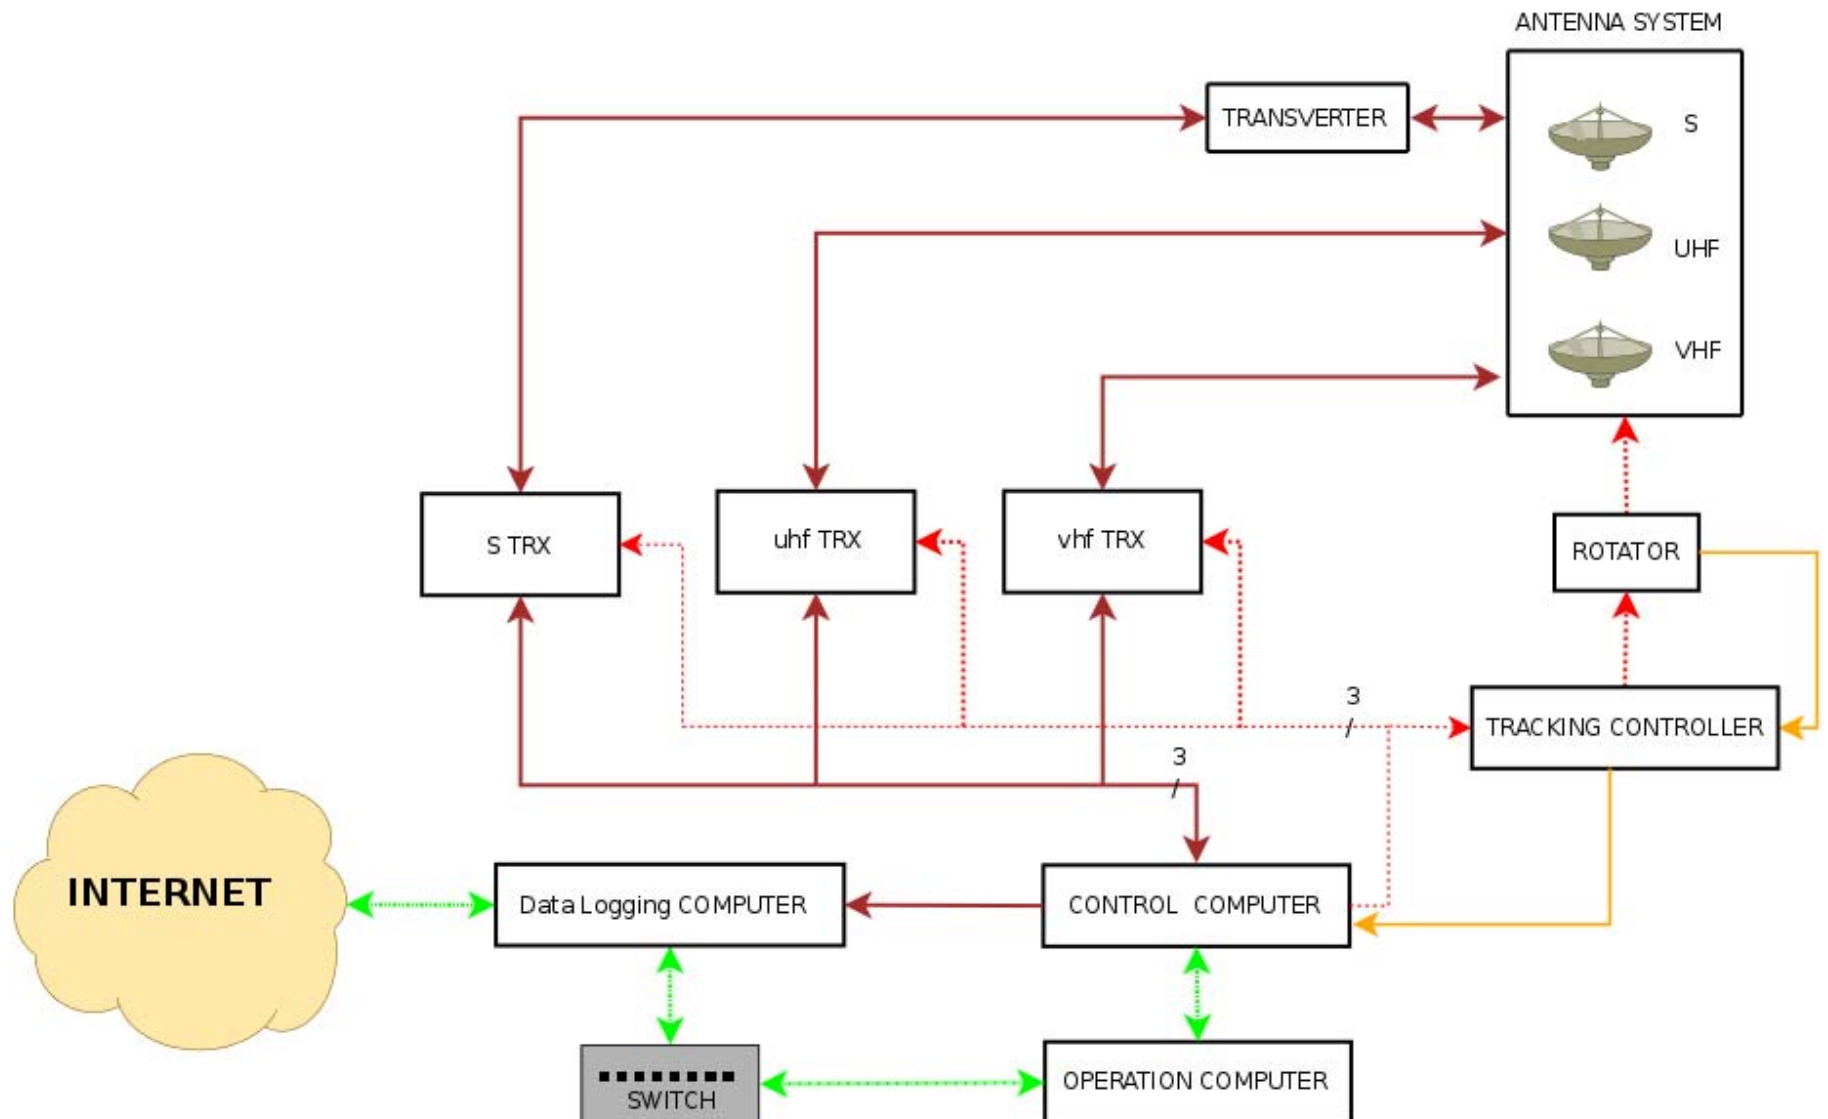 ANTENNA SYSTEM
TRANSVERTER
S
UHF
VHF
S TRX
uhf TRX
vhf TRX
ROTATOR
3
/
TRACKING CONTROLLER
3
/
INTERNET
Data Logging COMPUTER
CONTROL COMPUTER
SWITCH
OPERATION COMPUTER